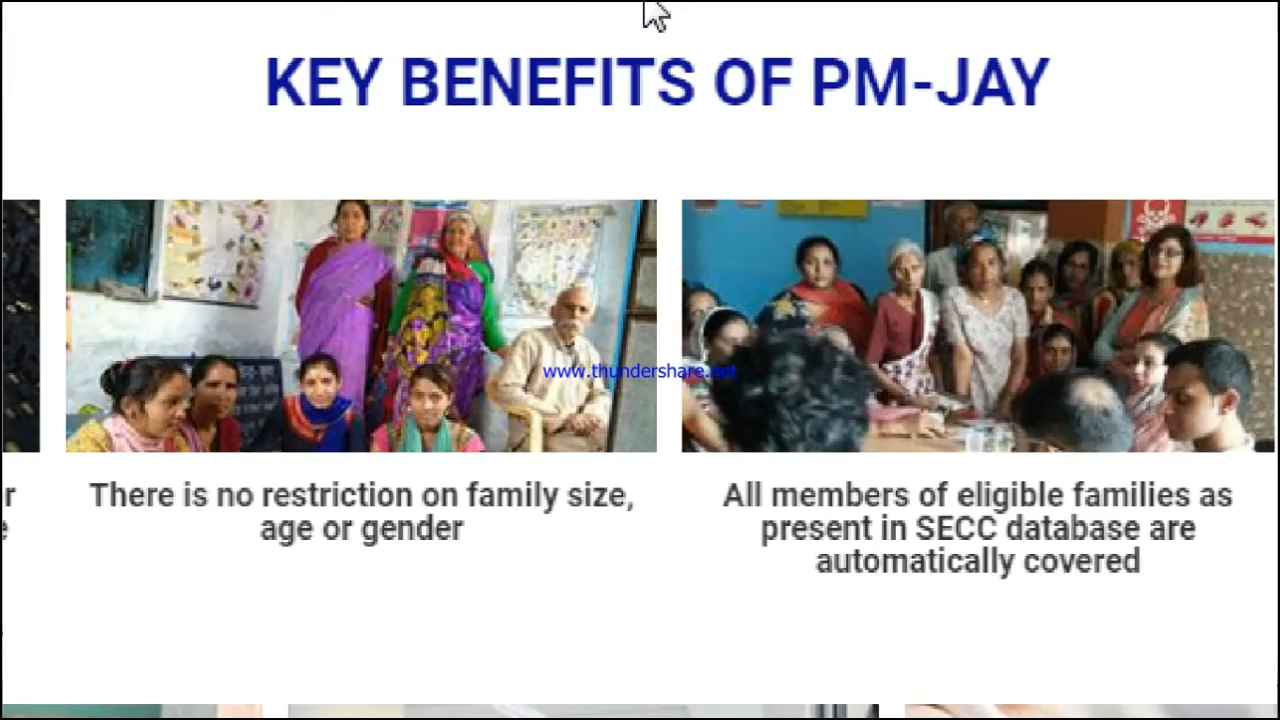 KEY BENEFITS OF PM-JAY
www.thundershare.net
r
e
There is no restriction on family size,
age or gender
All members of eligible families as
present in SECC database are
automatically covered